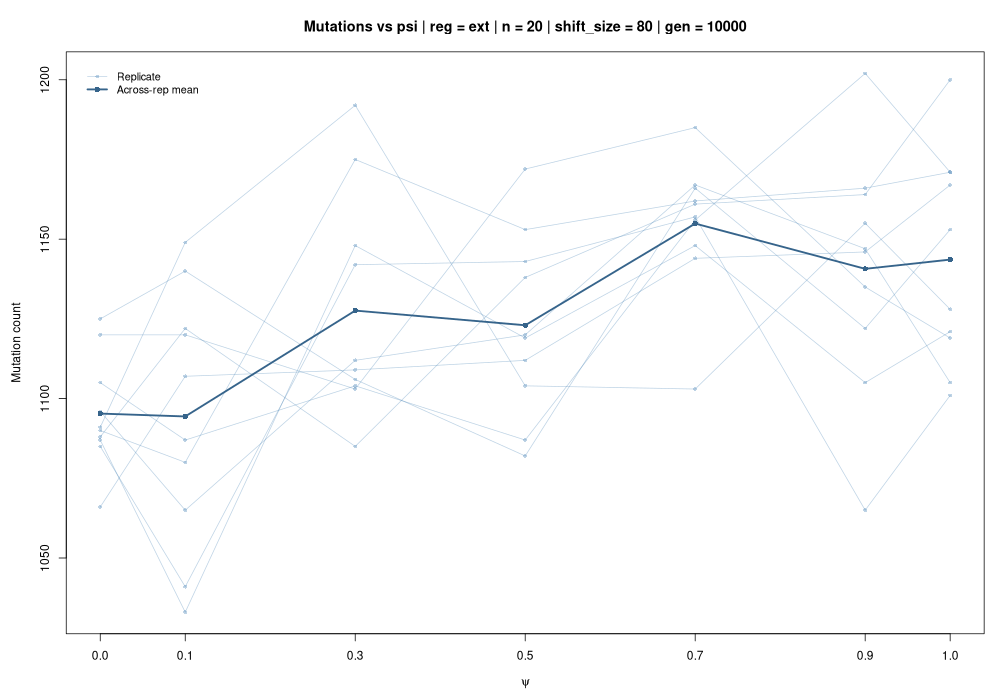 Mutations vs psi | reg = ext | n = 20 | shift_size = 80 | gen = 10000
Replicate
Across-rep mean
Mutation count
1200
1150
1100
1050
0.0 0.1 0.3 0.5 0.7 0.9 1.0
ψ